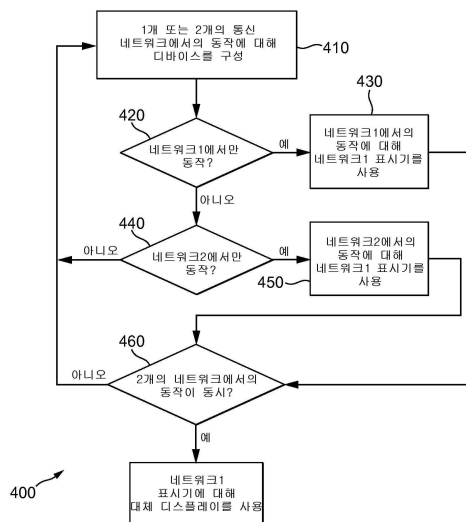 1개 또는 2개의 통신
네트워크에서의 동작에 대해
디바이스를 구성
410
420
네트워크1에서만
동작?
예
430
네트워크1에서의
동작에 대해
네트워크1 표시기를
사용
아니오
440
네트워크2에서만
동작?
아니오
예
네트워크2에서의
동작에 대해
네트워크1 표시기를
사용
450
460
2개의 네트워크에서의
동작이 동시?
아니오
예
네트워크1
표시기에 대해
대체 디스플레이를 사용
400